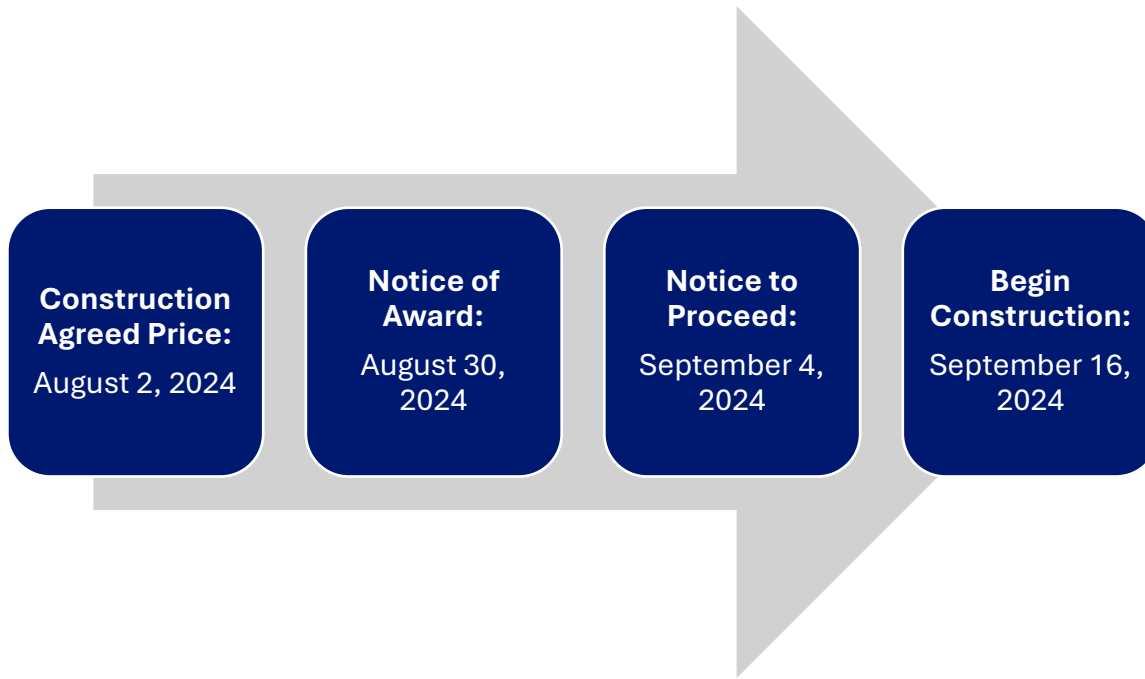 Construction
Agreed Price:
August 2, 2024
Notice of
Award:
August 30,
2024
Notice to
Proceed:
September 4,
2024
Begin
Construction:
September 16,
2024